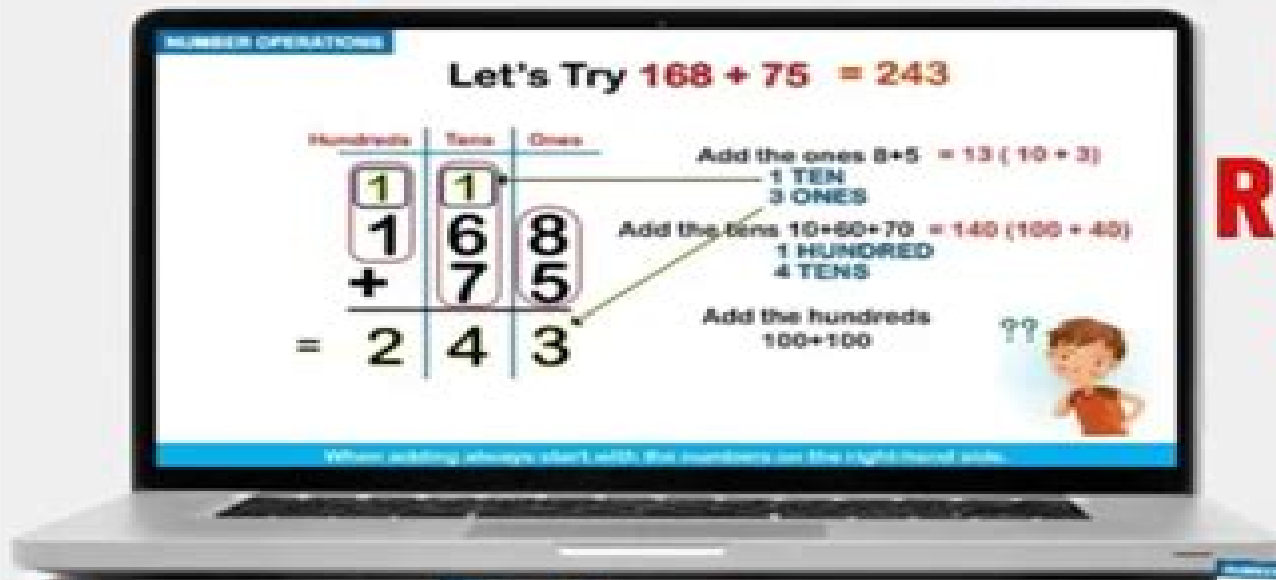 NUMBER OPERATIONS
Let's Try 168 + 75 = 243
Hundreds Tens Ones
1 1
1 6 8
+ 7 5
= 2 4 3
Add the ones 8+5 = 13 ( 10 + 3)
1 TEN
3 ONES
Add the tens 10+60+70 = 140 (100 + 40)
1 HUNDRED
4 TENS
Add the hundreds
100+100
??
When adding always start with the numbers on the right hand side.
R